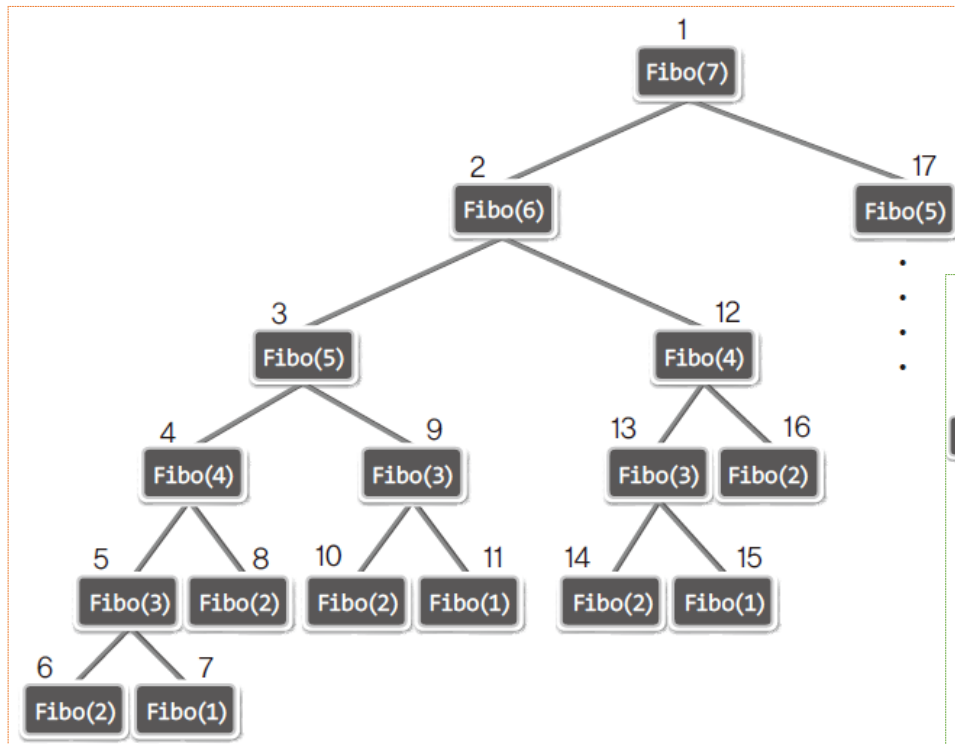 1
Fibo(7)
2 17
Fibo(6) Fibo(5)
3 12
Fibo(5) Fibo(4)
4 9 13 16
Fibo(4) Fibo(3) Fibo(3) Fibo(2)
5 8 10 11 14 15
Fibo(3) Fibo(2) Fibo(2) Fibo(1) Fibo(2) Fibo(1)
6 7
Fibo(2) Fibo(1)